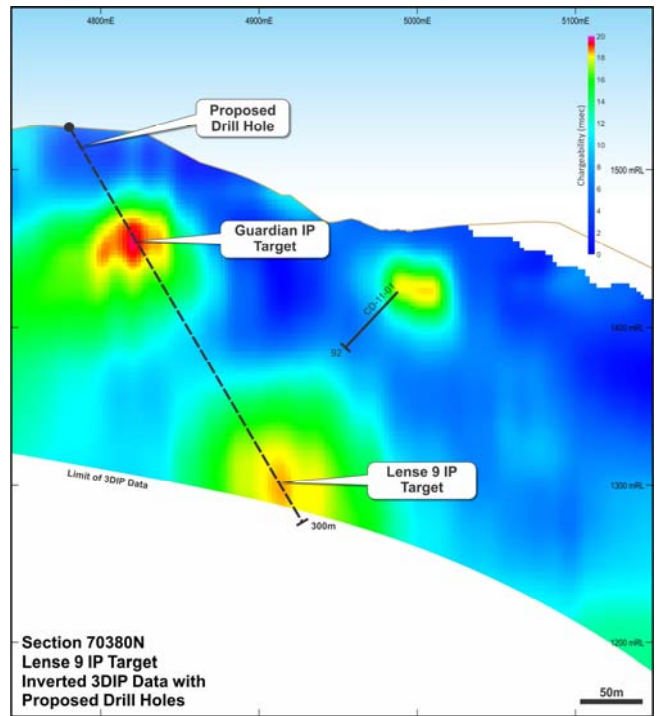 4800mE
4900mE
5000mE
5100mE
20
18
16
14
12
10
8
6
4
2
0
Chargeability (msec)
Proposed
Drill Hole
1500 mRL
Guardian IP
Target
CD-11-01
92
1400 mRL
Lense 9 IP
Target
1300 mRL
Limit of 3DIP Data
300m
1200 mRL
Section 70380N
Lense 9 IP Target
Inverted 3DIP Data with
Proposed Drill Holes
50m